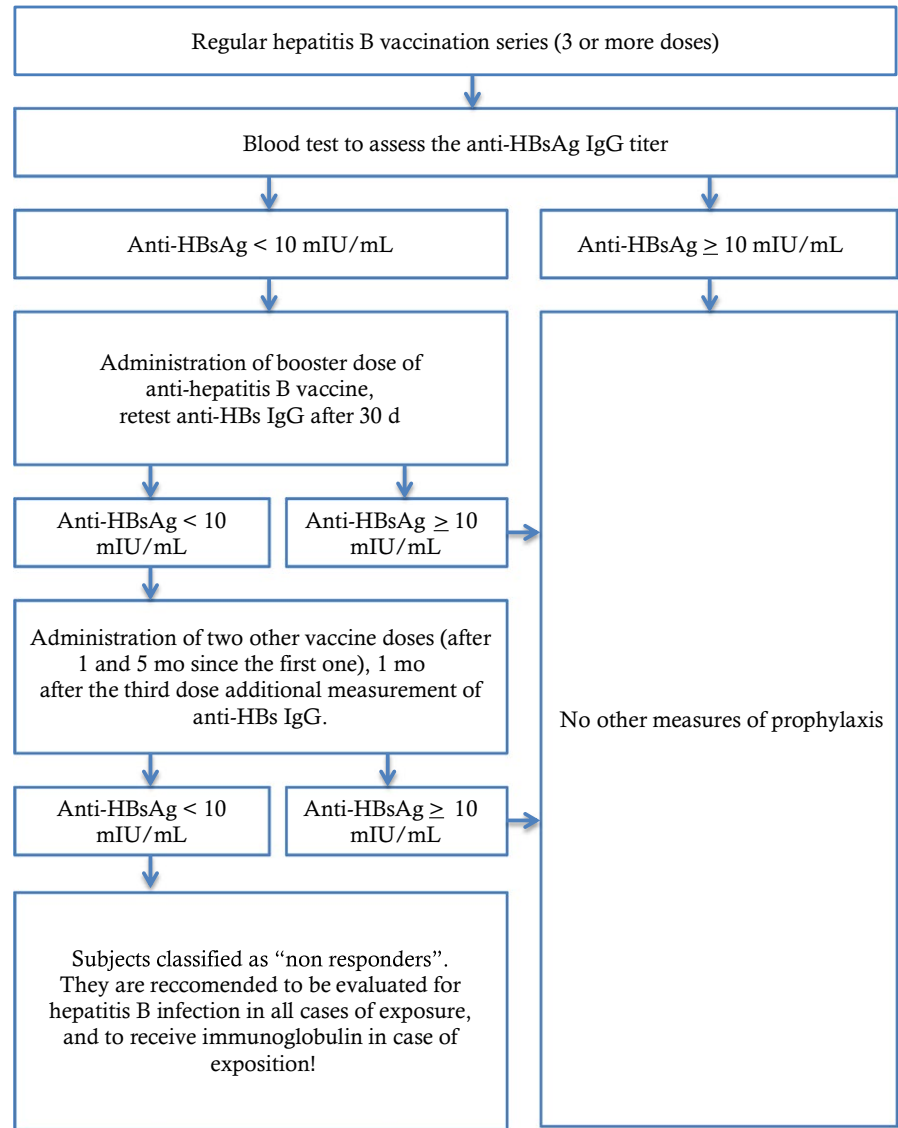 Regular hepatitis B vaccination series (3 or more doses)
Blood test to assess the anti-HBsAg IgG titer
Anti-HBsAg < 10 mIU/mL
Anti-HBsAg ≥ 10 mIU/mL
Administration of booster dose of
anti-hepatitis B vaccine,
retest anti-HBs IgG after 30 d
Anti-HBsAg < 10
mIU/mL
Anti-HBsAg ≥ 10
mIU/mL
Administration of two other vaccine doses (after
1 and 5 mo since the first one), 1 mo
after the third dose additional measurement of
anti-HBs IgG.
No other measures of prophylaxis
Anti-HBsAg < 10
mIU/mL
Anti-HBsAg ≥ 10
mIU/mL
Subjects classified as “non responders”.
They are reccomended to be evaluated for
hepatitis B infection in all cases of exposure,
and to receive immunoglobulin in case of
exposition!